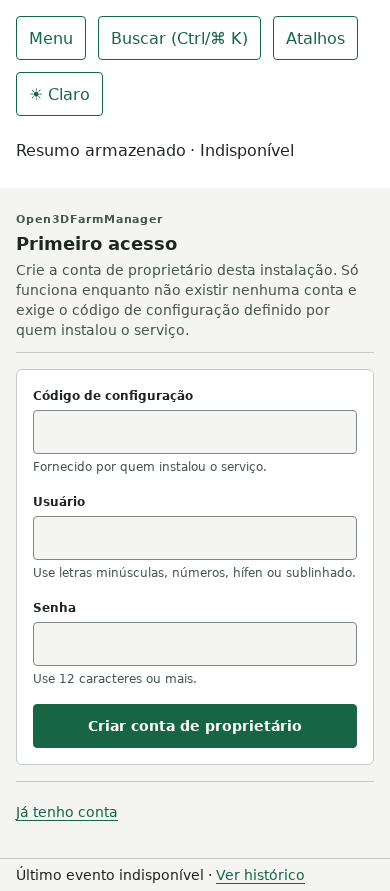 Menu
Buscar (Ctrl/⌘ K)
Atalhos
☀ Claro
Resumo armazenado · Indisponível
Open3DFarmManager
Primeiro acesso
Crie a conta de proprietário desta instalação. Só
funciona enquanto não existir nenhuma conta e
exige o código de configuração definido por
quem instalou o serviço.
Código de configuração
Fornecido por quem instalou o serviço.
Usuário
Use letras minúsculas, números, hífen ou sublinhado.
Senha
Use 12 caracteres ou mais.
Criar conta de proprietário
Já tenho conta
Último evento indisponível · Ver histórico